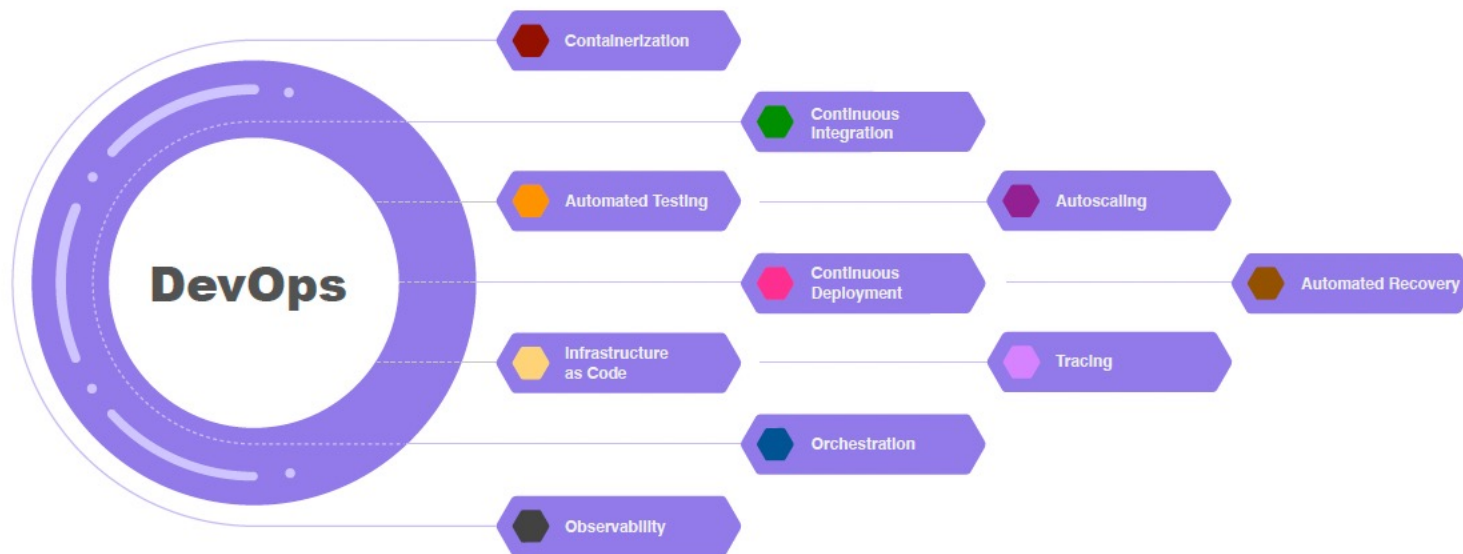 Containerization
Continuous
Integration
Automated Testing
Autoscaling
DevOps
Continuous
Deployment
Automated Recovery
Infrastructure
as Code
Tracing
Orchestration
Observability